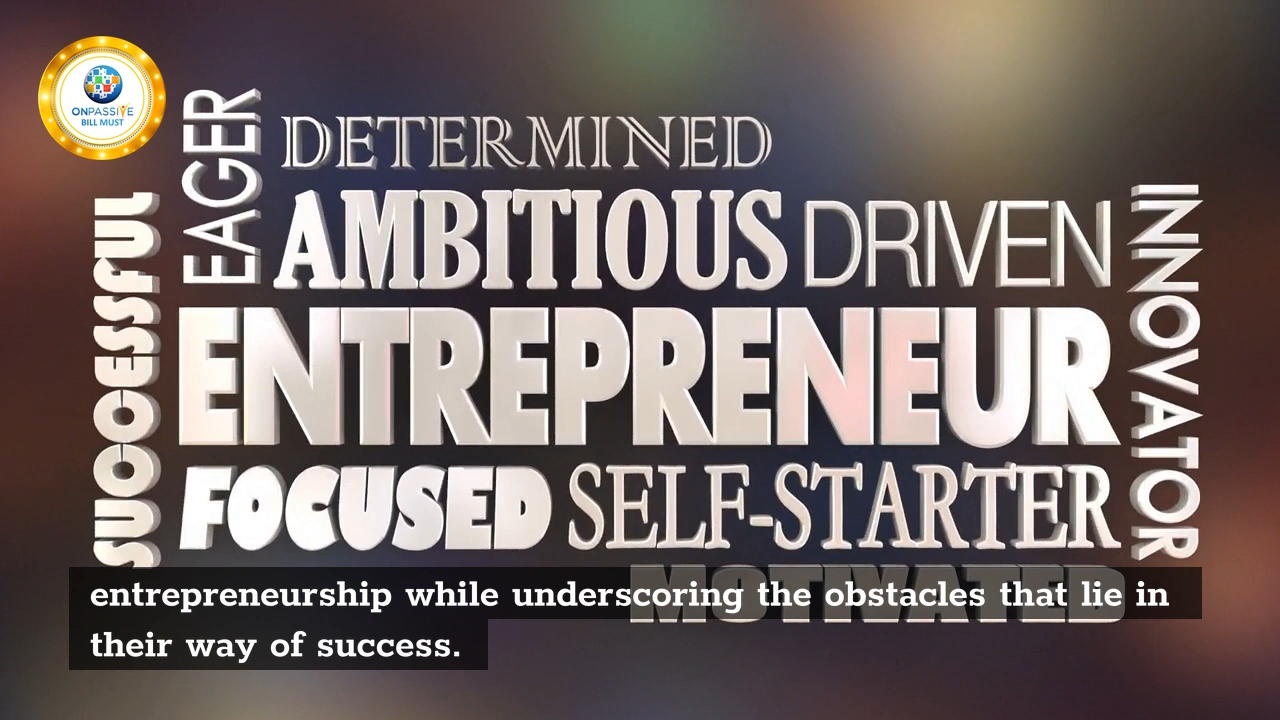 ONPASSIVE
BILL MUST
EAGER
DETERMINED
SUCCESSFUL
AMBITIOUS
DRIVEN
INNOVATOR
ENTREPRENEUR
FOCUSED
SELF-STARTER
MOTIVATED
entrepreneurship while underscoring the obstacles that lie in
their way of success.